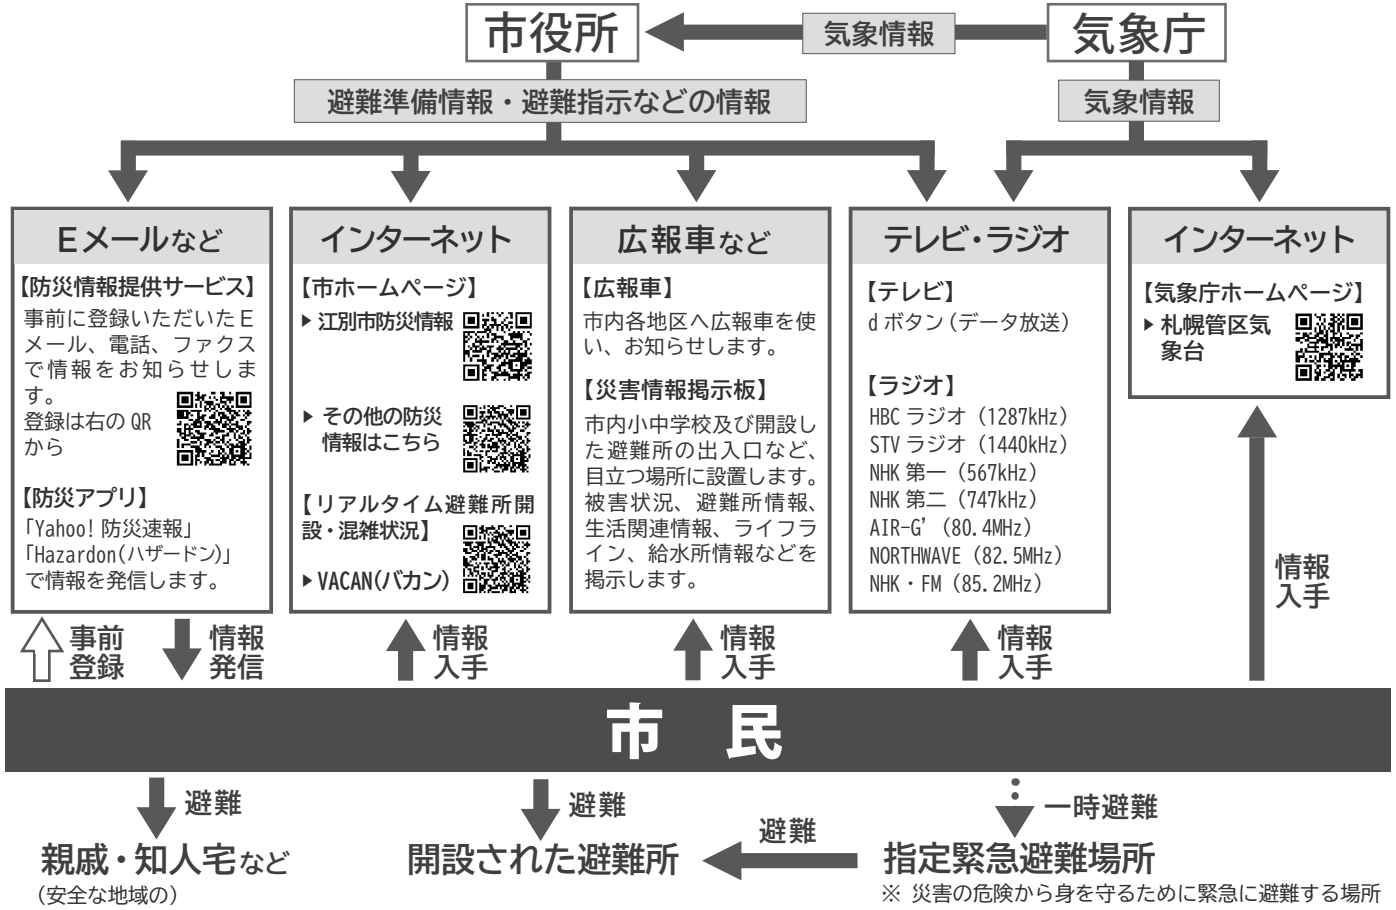 市役所
気象情報
気象庁
避難準備情報・避難指示などの情報
気象情報
Eメールなど
【防災情報提供サービス】
事前に登録いただいたE
メール、電話、ファクス
で情報をお知らせしま
す。
登録は右の QR
から
【防災アプリ】
「Yahoo! 防災速報」
「Hazardon(ハザードン)」
で情報を発信します。
インターネット
【市ホームページ】
▶ 江別市防災情報
▶ その他の防災
情報はこちら
【リアルタイム避難所開
設・混雑状況】
▶ VACAN(バカン)
広報車など
【広報車】
市内各地区へ広報車を使
い、お知らせします。
【災害情報掲示板】
市内小中学校及び開設し
た避難所の出入口など、
目立つ場所に設置します。
被害状況、避難所情報、
生活関連情報、ライフラ
イン、給水所情報などを
掲示します。
テレビ・ラジオ
【テレビ】
d ボタン(データ放送)
【ラジオ】
HBC ラジオ (1287kHz)
STV ラジオ (1440kHz)
NHK 第一 (567kHz)
NHK 第二 (747kHz)
AIR-G' (80.4MHz)
NORTHWAVE (82.5MHz)
NHK・FM (85.2MHz)
インターネット
【気象庁ホームページ】
▶ 札幌管区気
象台
事前
登録
情報
発信
情報
入手
情報
入手
情報
入手
情報
入手
市 民
避難
親戚・知人宅など
(安全な地域の)
避難
開設された避難所
避難
一時避難
指定緊急避難場所
※ 災害の危険から身を守るために緊急に避難する場所